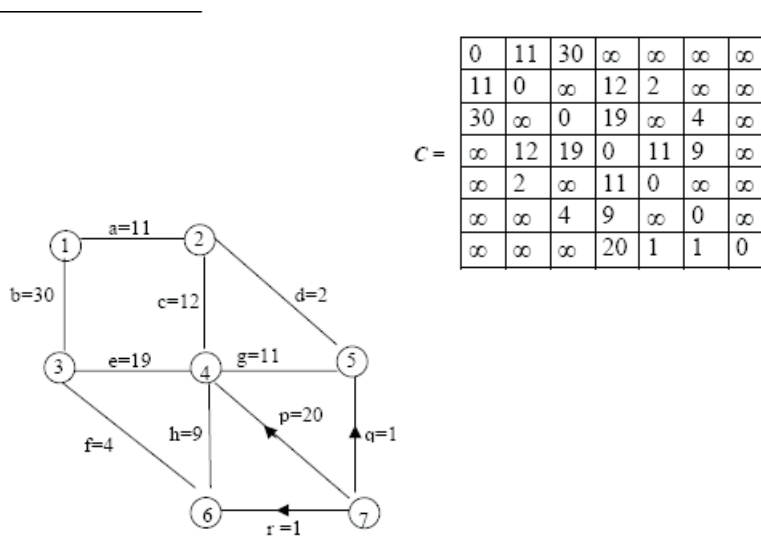 0 11 30 ∞ ∞ ∞ ∞
11 0 ∞ 12 2 ∞ ∞
30 ∞ 0 19 ∞ 4 ∞
C = ∞ 12 19 0 11 9 ∞
∞ 2 ∞ 11 0 ∞ ∞
∞ ∞ 4 9 ∞ 0 ∞
∞ ∞ ∞ 20 1 1 0
a=11
1 2
b=30 c=12 d=2
3 e=19 4 g=11 5
f=4 h=9 p=20 q=1
6 r =1 7